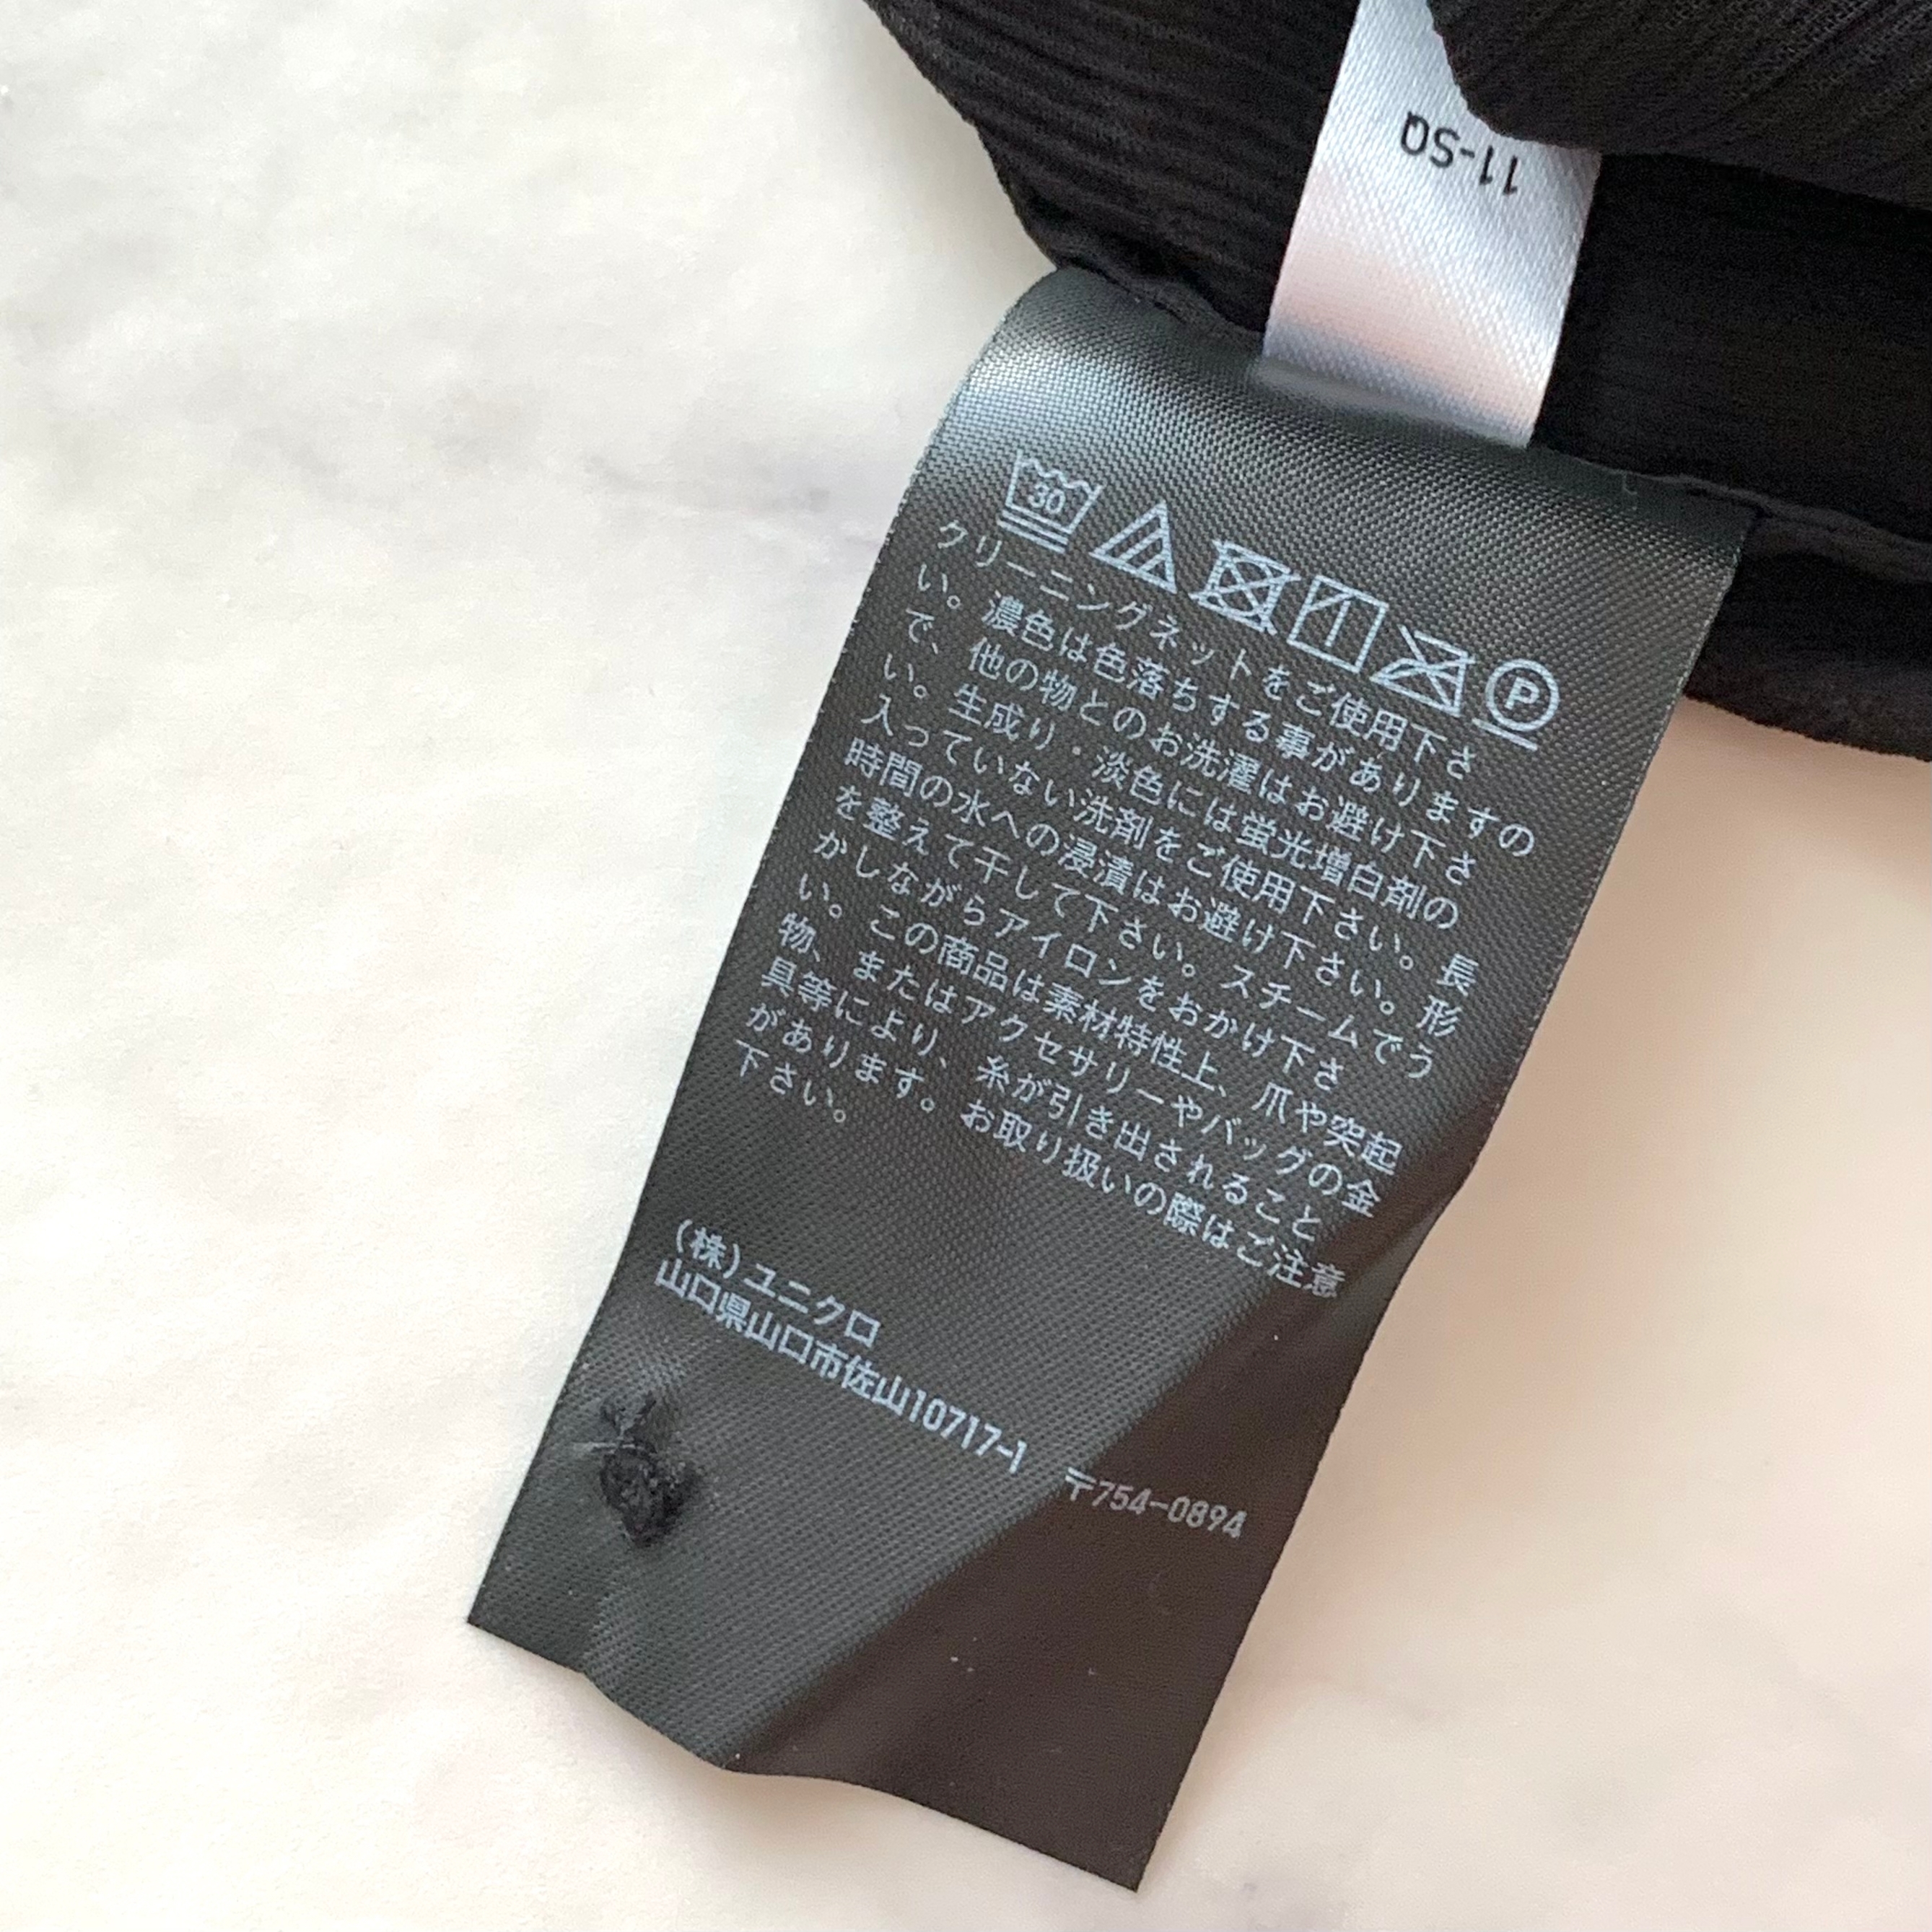 11-SQ
30
P
クリーニングネットをご使用下さ
い。濃色は色落ちする事がありますの
で、他の物とのお洗濯はお避け下さ
い。生成り・淡色には蛍光増白剤の
入っていない洗剤をご使用下さい。長
時間の水への浸漬はお避け下さい。形
を整えて干して下さい。スチームでう
かしながらアイロンをおかけ下さ
い。この商品は素材特性上、爪や突起
物、またはアクセサリーやバッグの金
具等により、糸が引き出されること
があります。お取り扱いの際はご注意
下さい。
(株)ユニクロ
山口県山口市佐山10717-1 〒754-0894